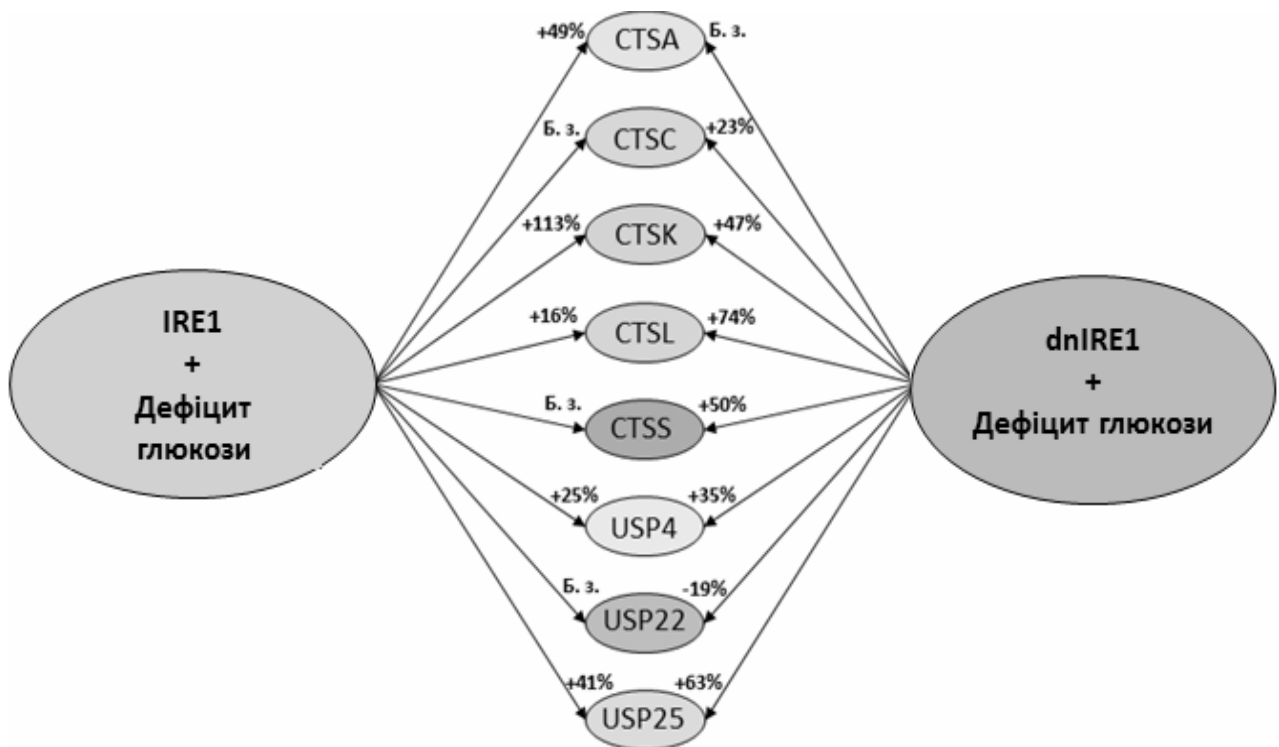 +49% CTSA Б. з.
Б. з. CTSC +23%
+113% CTSK +47%
+16% CTSL +74%
IRE1
+
Дефіцит
глюкози
dnIRE1
+
Дефіцит глюкози
Б. з. CTSS +50%
+25% USP4 +35%
Б. з. USP22 -19%
+41% USP25 +63%